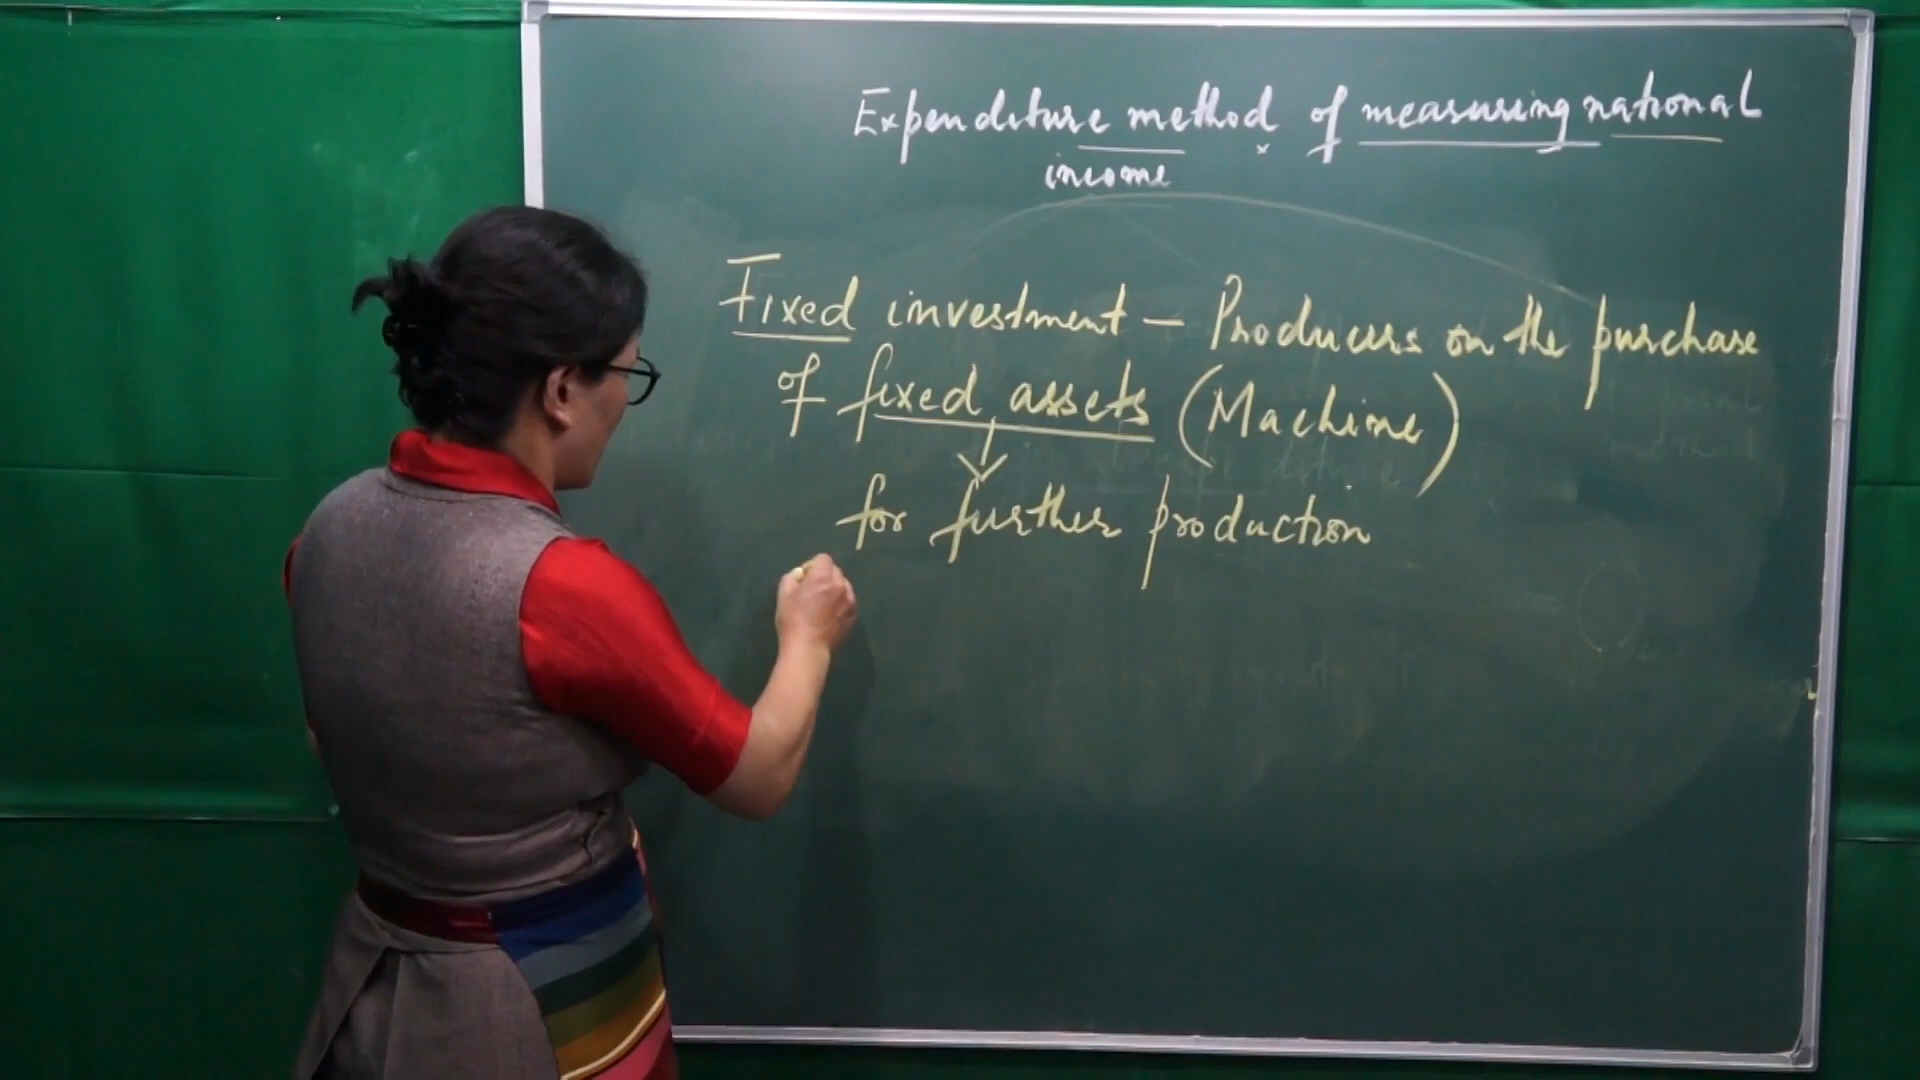 Expenditure method of measuring national
income
Fixed investment - Producers on the purchase
of fixed assets (Machine)
for further production